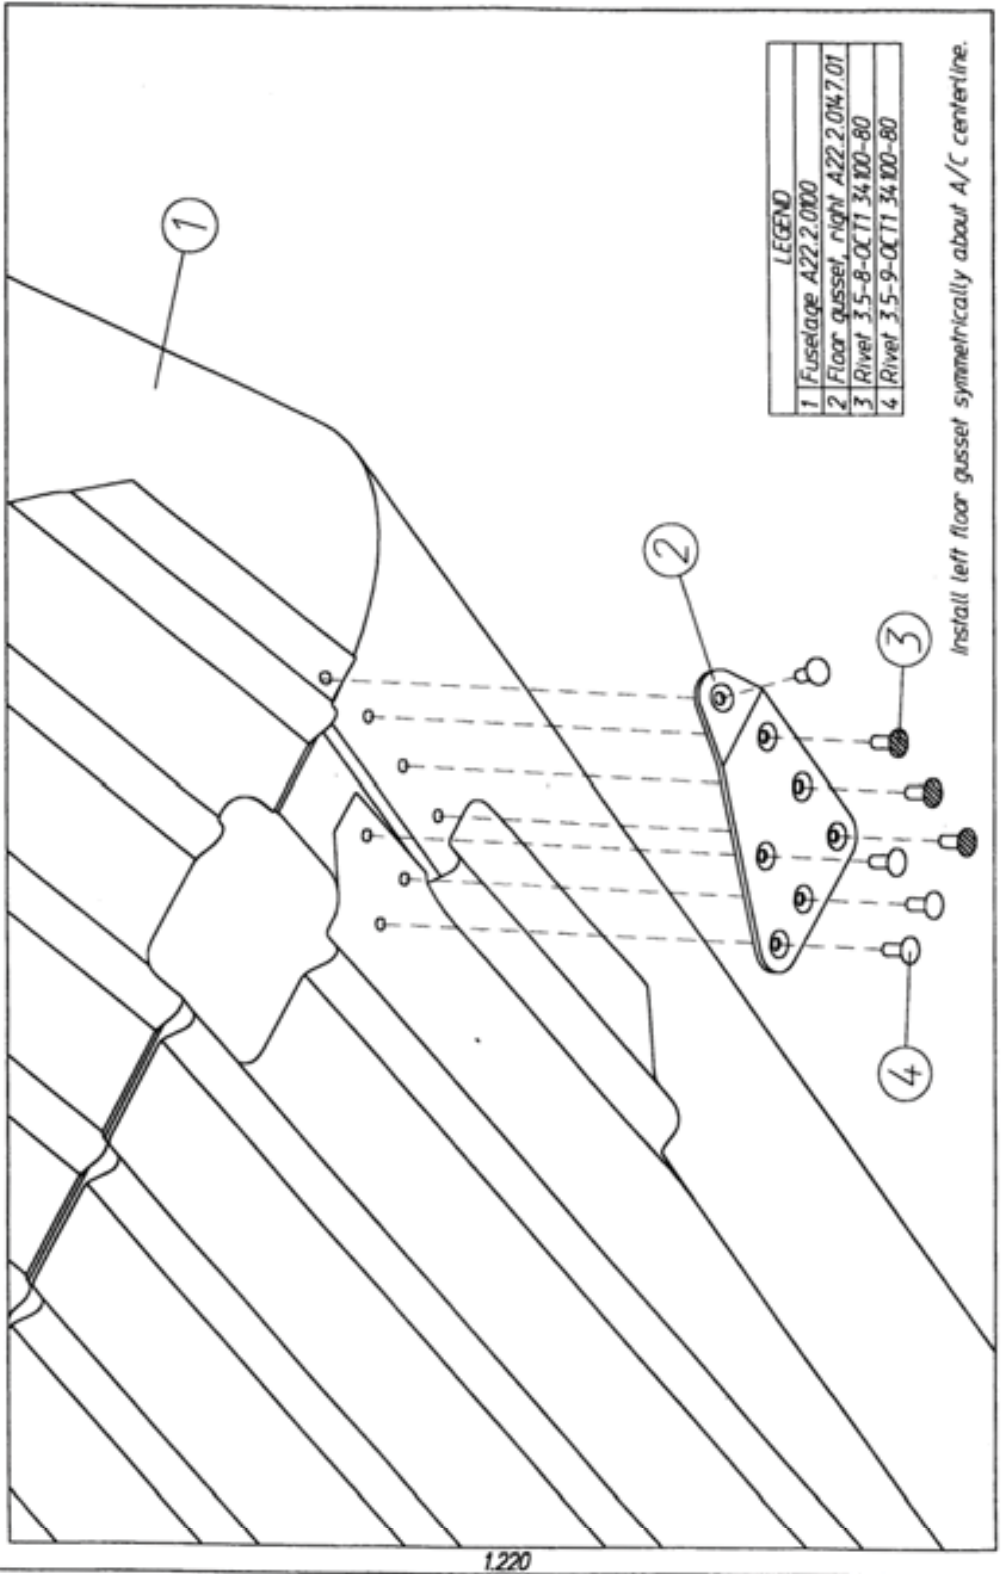 LEGEND
1 Fuselage A22.2.0100
2 Floor gusset, right A22.2.0147.01
3 Rivet 3.5-8-OCT1 34100-80
4 Rivet 3.5-9-OCT1 34100-80
Install left floor gusset symmetrically about A/C centerline.
1
2
3
4
1.220